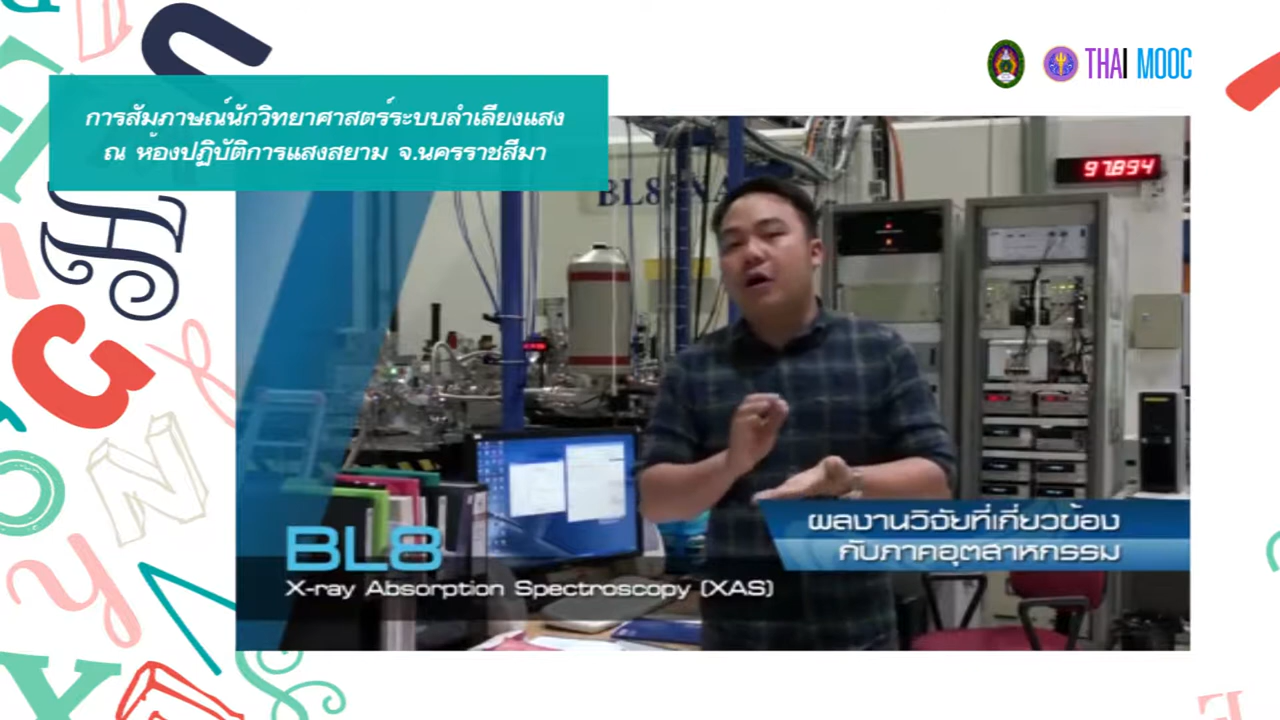 THAI MOOC
การสัมภาษณ์นักวิทยาศาสตร์ระบบลำเลียงแสง
ณ ห้องปฏิบัติการแสงสยาม จ.นครราชสีมา
97.894
BL8
ผลงานวิจัยที่เกี่ยวข้อง
กับภาคอุตสาหกรรม
BL8
X-ray Absorption Spectroscopy (XAS)